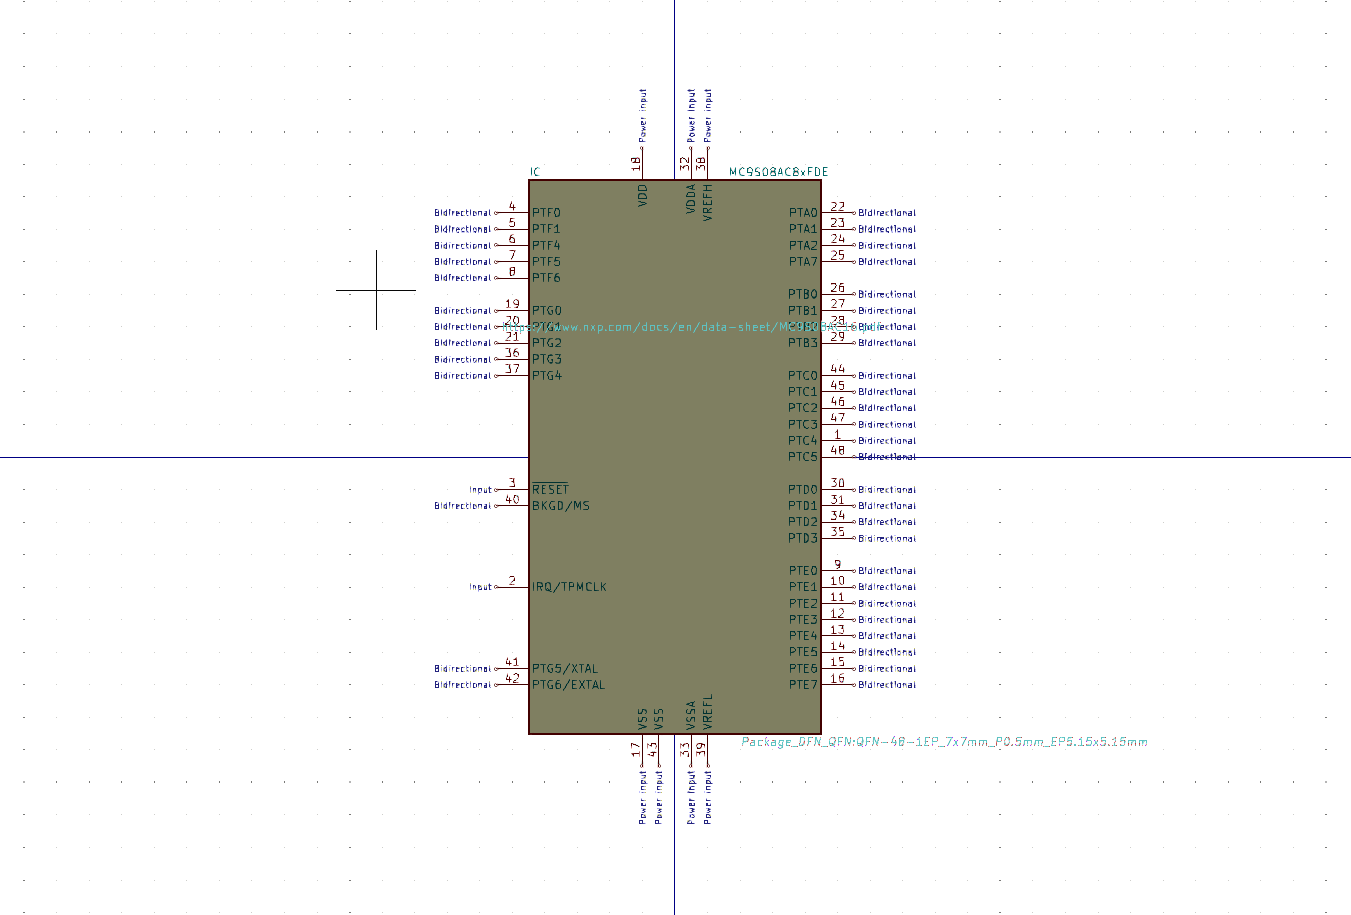 Power input
Power input
Power input
18
32
38
IC
MC9S08AC8xFDE
VDD
VDDA
VREFH
Bidirectional 4 PTF0
PTA0 22 Bidirectional
Bidirectional 5 PTF1
PTA1 23 Bidirectional
Bidirectional 6 PTF4
PTA2 24 Bidirectional
Bidirectional 7 PTF5
PTA7 25 Bidirectional
Bidirectional 8 PTF6
PTB0 26 Bidirectional
Bidirectional 19 PTG0
PTB1 27 Bidirectional
Bidirectional 20 PTG1
https://www.nxp.com/docs/en/data-sheet/MC9S08AC16.pdf
PTB2 28 Bidirectional
Bidirectional 21 PTG2
PTB3 29 Bidirectional
Bidirectional 36 PTG3
Bidirectional 37 PTG4
PTC0 44 Bidirectional
PTC1 45 Bidirectional
PTC2 46 Bidirectional
PTC3 47 Bidirectional
PTC4 1 Bidirectional
PTC5 48 Bidirectional
Input 3 RESET
PTD0 30 Bidirectional
Bidirectional 40 BKGD/MS
PTD1 31 Bidirectional
PTD2 34 Bidirectional
PTD3 35 Bidirectional
PTE0 9 Bidirectional
Input 2 IRQ/TPMCLK
PTE1 10 Bidirectional
PTE2 11 Bidirectional
PTE3 12 Bidirectional
PTE4 13 Bidirectional
PTE5 14 Bidirectional
Bidirectional 41 PTG5/XTAL
PTE6 15 Bidirectional
Bidirectional 42 PTG6/EXTAL
PTE7 16 Bidirectional
VSS
VSS
VSSA
VREFL
Package_DFN_QFN:QFN-48-1EP_7x7mm_P0.5mm_EP5.15x5.15mm
17
43
33
39
Power input
Power input
Power input
Power input